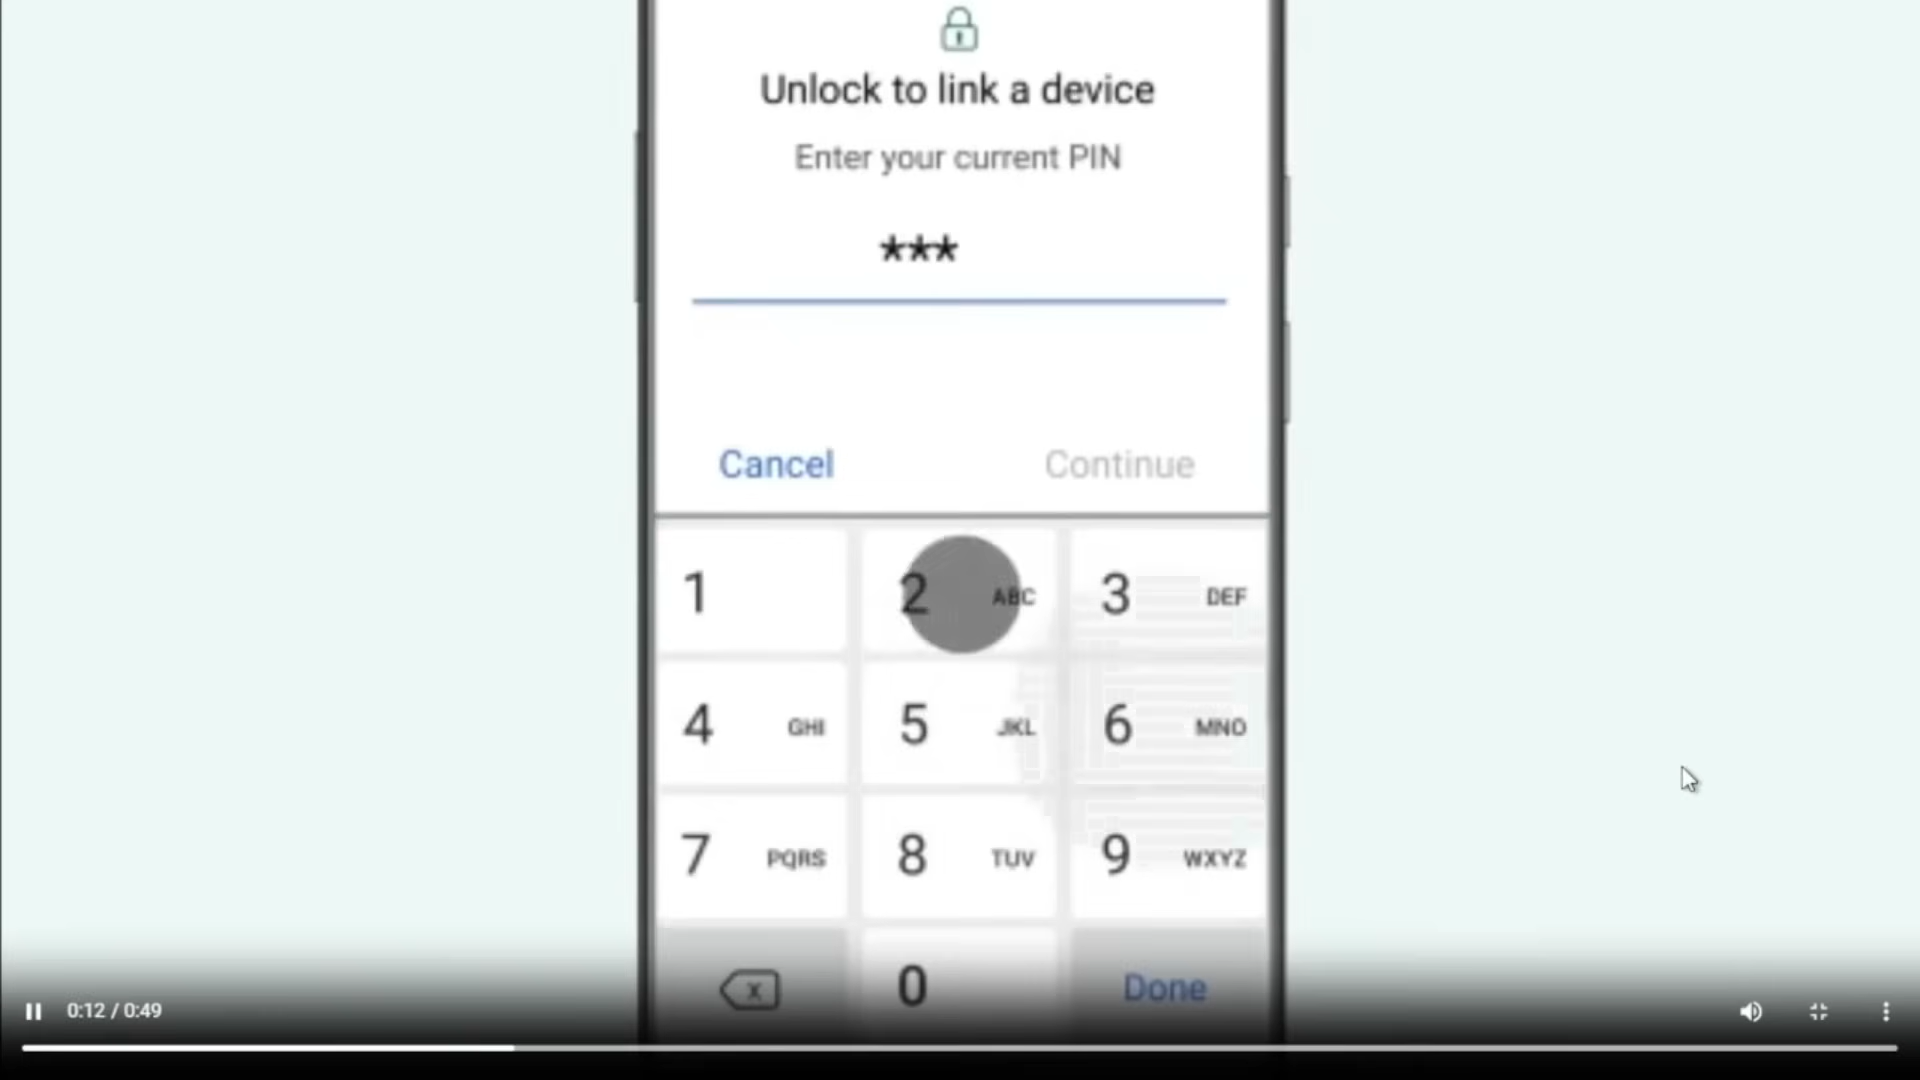 Unlock to link a device
Enter your current PIN
***
Cancel Continue
1 2 ABC 3 DEF
4 GHI 5 JKL 6 MNO
7 PQRS 8 TUV 9 WXYZ
x 0 Done
0:12 / 0:49